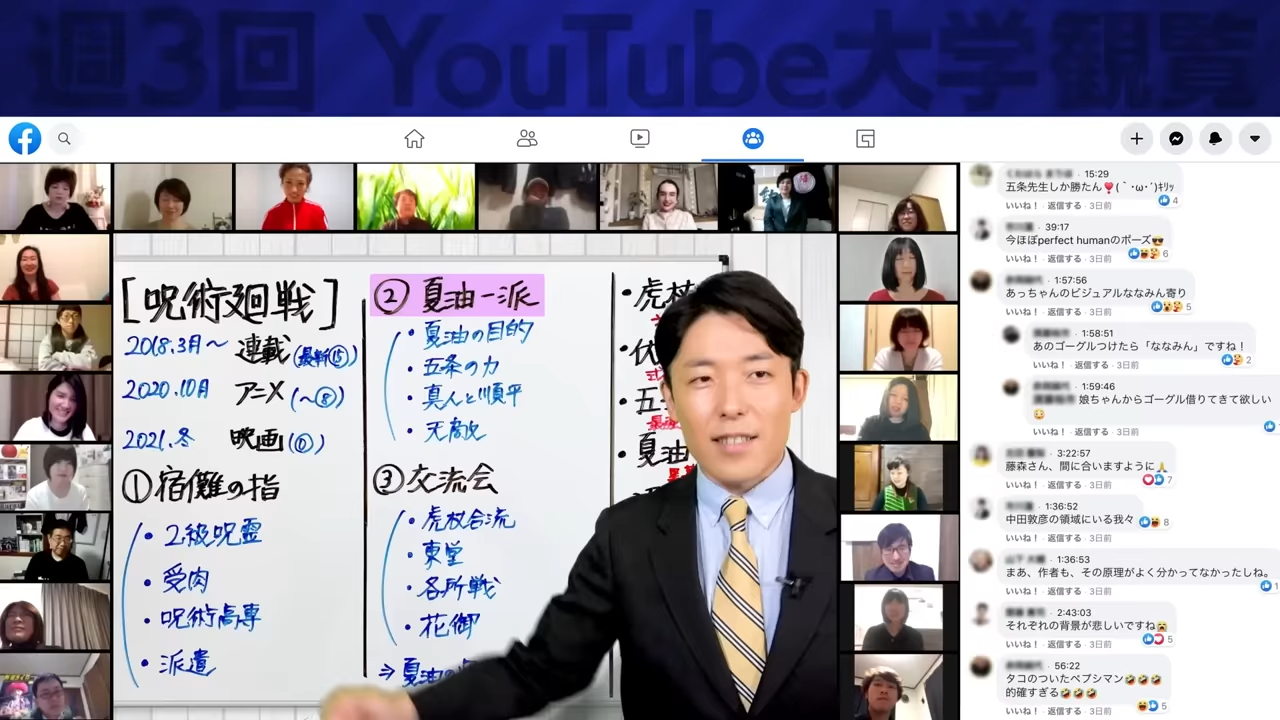 週3回 YouTube大学観覧
[呪術廻戦]
2018.3月〜 連載(最新⑮)
2020.10月 アニメ(〜⑧)
2021.冬 映画(⓪)
①宿儺の指
・2級呪霊
・受肉
・呪術高専
・派遣
② 夏油一派
・夏油の目的
・五条の力
・真人と順平
・天敵
③交流会
・虎杖合流
・東堂
・各所戦
・花御
⇒夏油の
・虎杖
・伏
・五
・夏油
15:29
五条先生しか勝たん❣️(｀･ω･´)ｷﾘｯ
いいね！ · 返信する · 3日前
4
39:17
今ほぼperfect humanのポーズ😎
いいね！ · 返信する · 3日前
6
1:57:56
あっちゃんのビジュアルななみん寄り
いいね！ · 返信する · 3日前
5
1:58:51
あのゴーグルつけたら「ななみん」ですね！
いいね！ · 返信する · 3日前
2
1:59:46
娘ちゃんからゴーグル借りてきて欲しい
😳
いいね！ · 返信する · 3日前
3:22:57
藤森さん、間に合いますように🙏
いいね！ · 返信する · 3日前
7
1:36:52
中田敦彦の領域にいる我々
いいね！ · 返信する · 3日前
8
1:36:53
まあ、作者も、その原理がよく分かってなかったしね。
いいね！ · 返信する · 3日前
1
2:43:03
それぞれの背景が悲しいですね😭
いいね！ · 返信する · 3日前
5
56:22
タコのついたペプシマン🤣🤣🤣
的確すぎる🤣🤣🤣
いいね！ · 返信する · 3日前
5